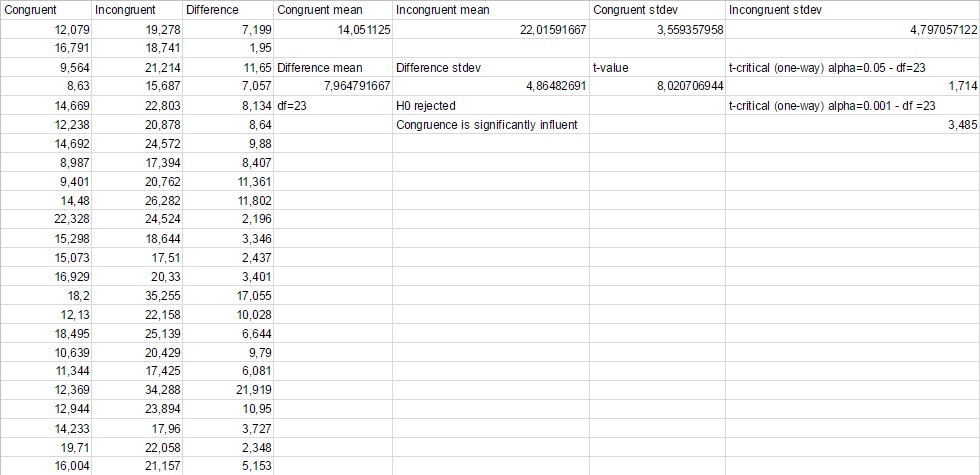 Congruent Incongruent Difference Congruent mean Incongruent mean Congruent stdev Incongruent stdev
12,079 19,278 7,199 14,051125 22,01591667 3,559357958 4,797057122
16,791 18,741 1,95
9,564 21,214 11,65 Difference mean Difference stdev t-value t-critical (one-way) alpha=0.05 - df=23
8,63 15,687 7,057 7,964791667 4,86482691 8,020706944 1,714
14,669 22,803 8,134 df=23 H0 rejected t-critical (one-way) alpha=0.001 - df =23
12,238 20,878 8,64 Congruence is significantly influent 3,485
14,692 24,572 9,88
8,987 17,394 8,407
9,401 20,762 11,361
14,48 26,282 11,802
22,328 24,524 2,196
15,298 18,644 3,346
15,073 17,51 2,437
16,929 20,33 3,401
18,2 35,255 17,055
12,13 22,158 10,028
18,495 25,139 6,644
10,639 20,429 9,79
11,344 17,425 6,081
12,369 34,288 21,919
12,944 23,894 10,95
14,233 17,96 3,727
19,71 22,058 2,348
16,004 21,157 5,153